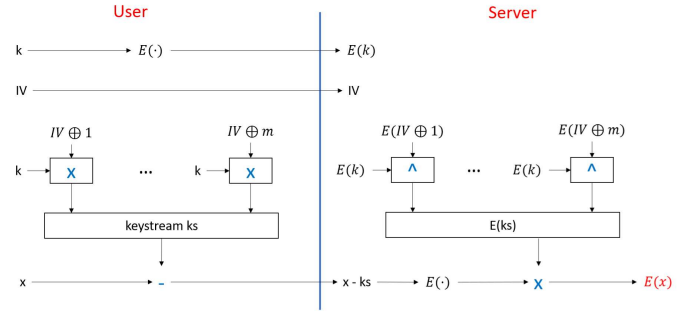 User Server
k E(·) E(k)
IV IV
IV ⊕ 1 IV ⊕ m E(IV ⊕ 1) E(IV ⊕ m)
k X ... k X E(k) ^ ... E(k) ^
keystream ks E(ks)
x - x - ks E(·) X E(x)